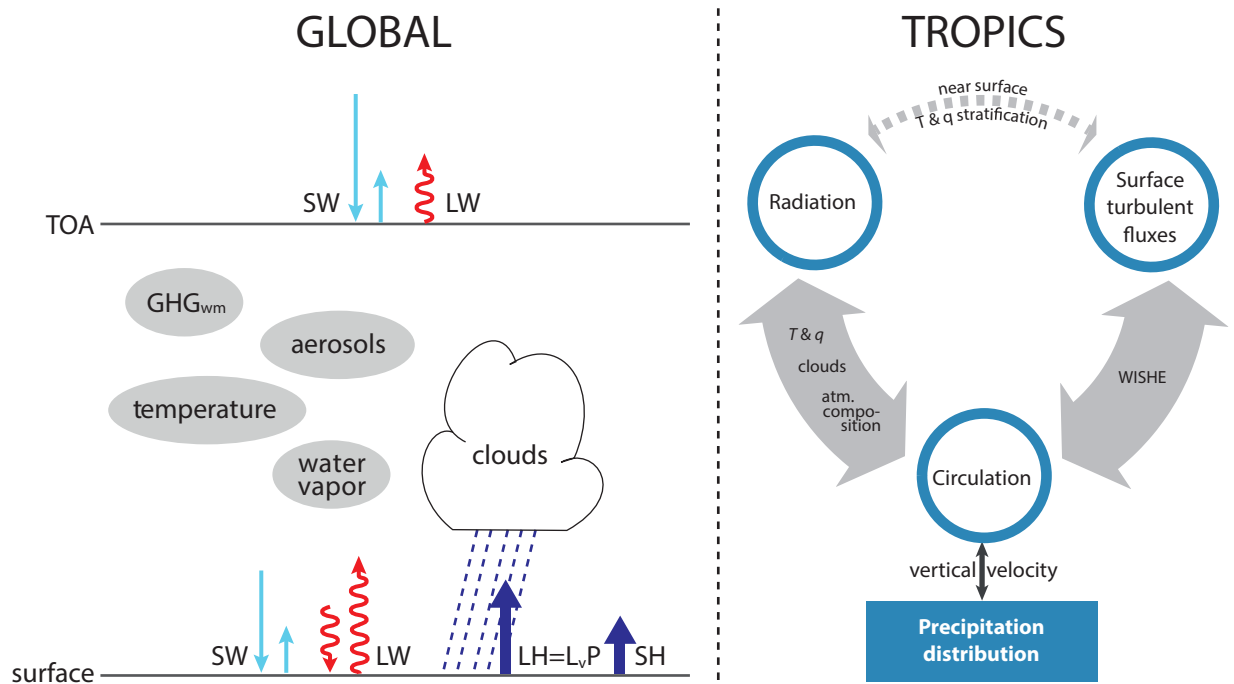 GLOBAL
SW
LW
TOA
GHGwm
aerosols
temperature
water
vapor
clouds
SW
LW
LH=LvP
SH
surface
TROPICS
near surface
T & q stratification
Radiation
Surface
turbulent
fluxes
T & q
clouds
atm.
compo-
sition
WISHE
Circulation
vertical velocity
Precipitation
distribution